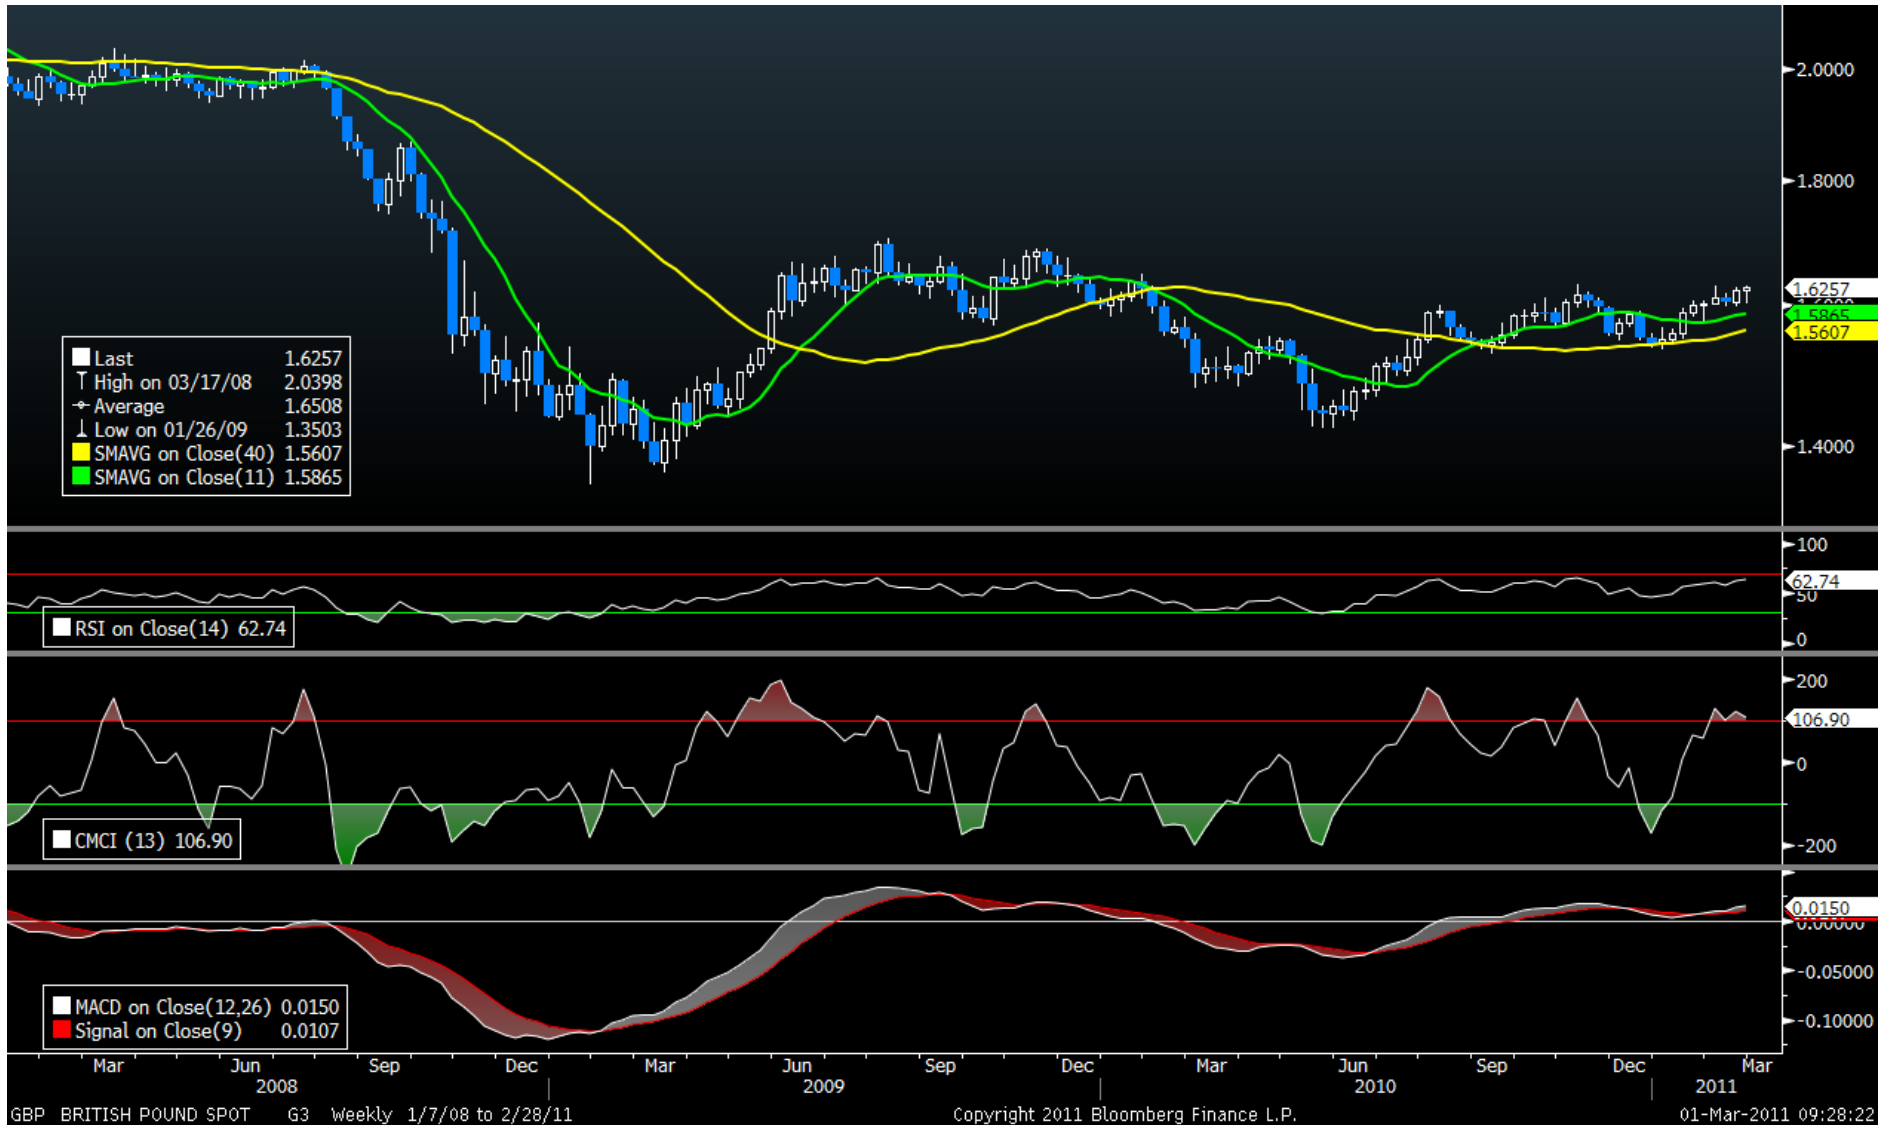 2.0000
1.8000
1.6257
1.5865
1.5607
1.4000
Last 1.6257
High on 03/17/08 2.0398
Average 1.6508
Low on 01/26/09 1.3503
SMAVG on Close(40) 1.5607
SMAVG on Close(11) 1.5865
100
62.74
50
0
RSI on Close(14) 62.74
200
106.90
0
-200
CMCI (13) 106.90
0.0150
0.00000
-0.05000
-0.10000
MACD on Close(12,26) 0.0150
Signal on Close(9) 0.0107
Mar Jun Sep Dec Mar Jun Sep Dec Mar Jun Sep Dec Mar
2008 2009 2010 2011
GBP BRITISH POUND SPOT G3 Weekly 1/7/08 to 2/28/11 Copyright 2011 Bloomberg Finance L.P. 01-Mar-2011 09:28:22